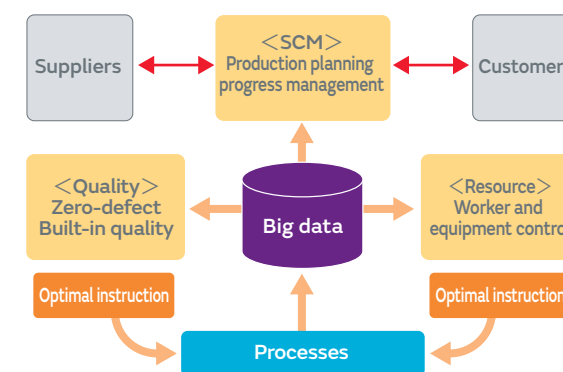 Suppliers
<SCM>
Production planning
progress management
Customer
<Quality>
Zero-defect
Built-in quality
Big data
<Resource>
Worker and
equipment contro
Optimal instruction
Optimal instruction
Processes